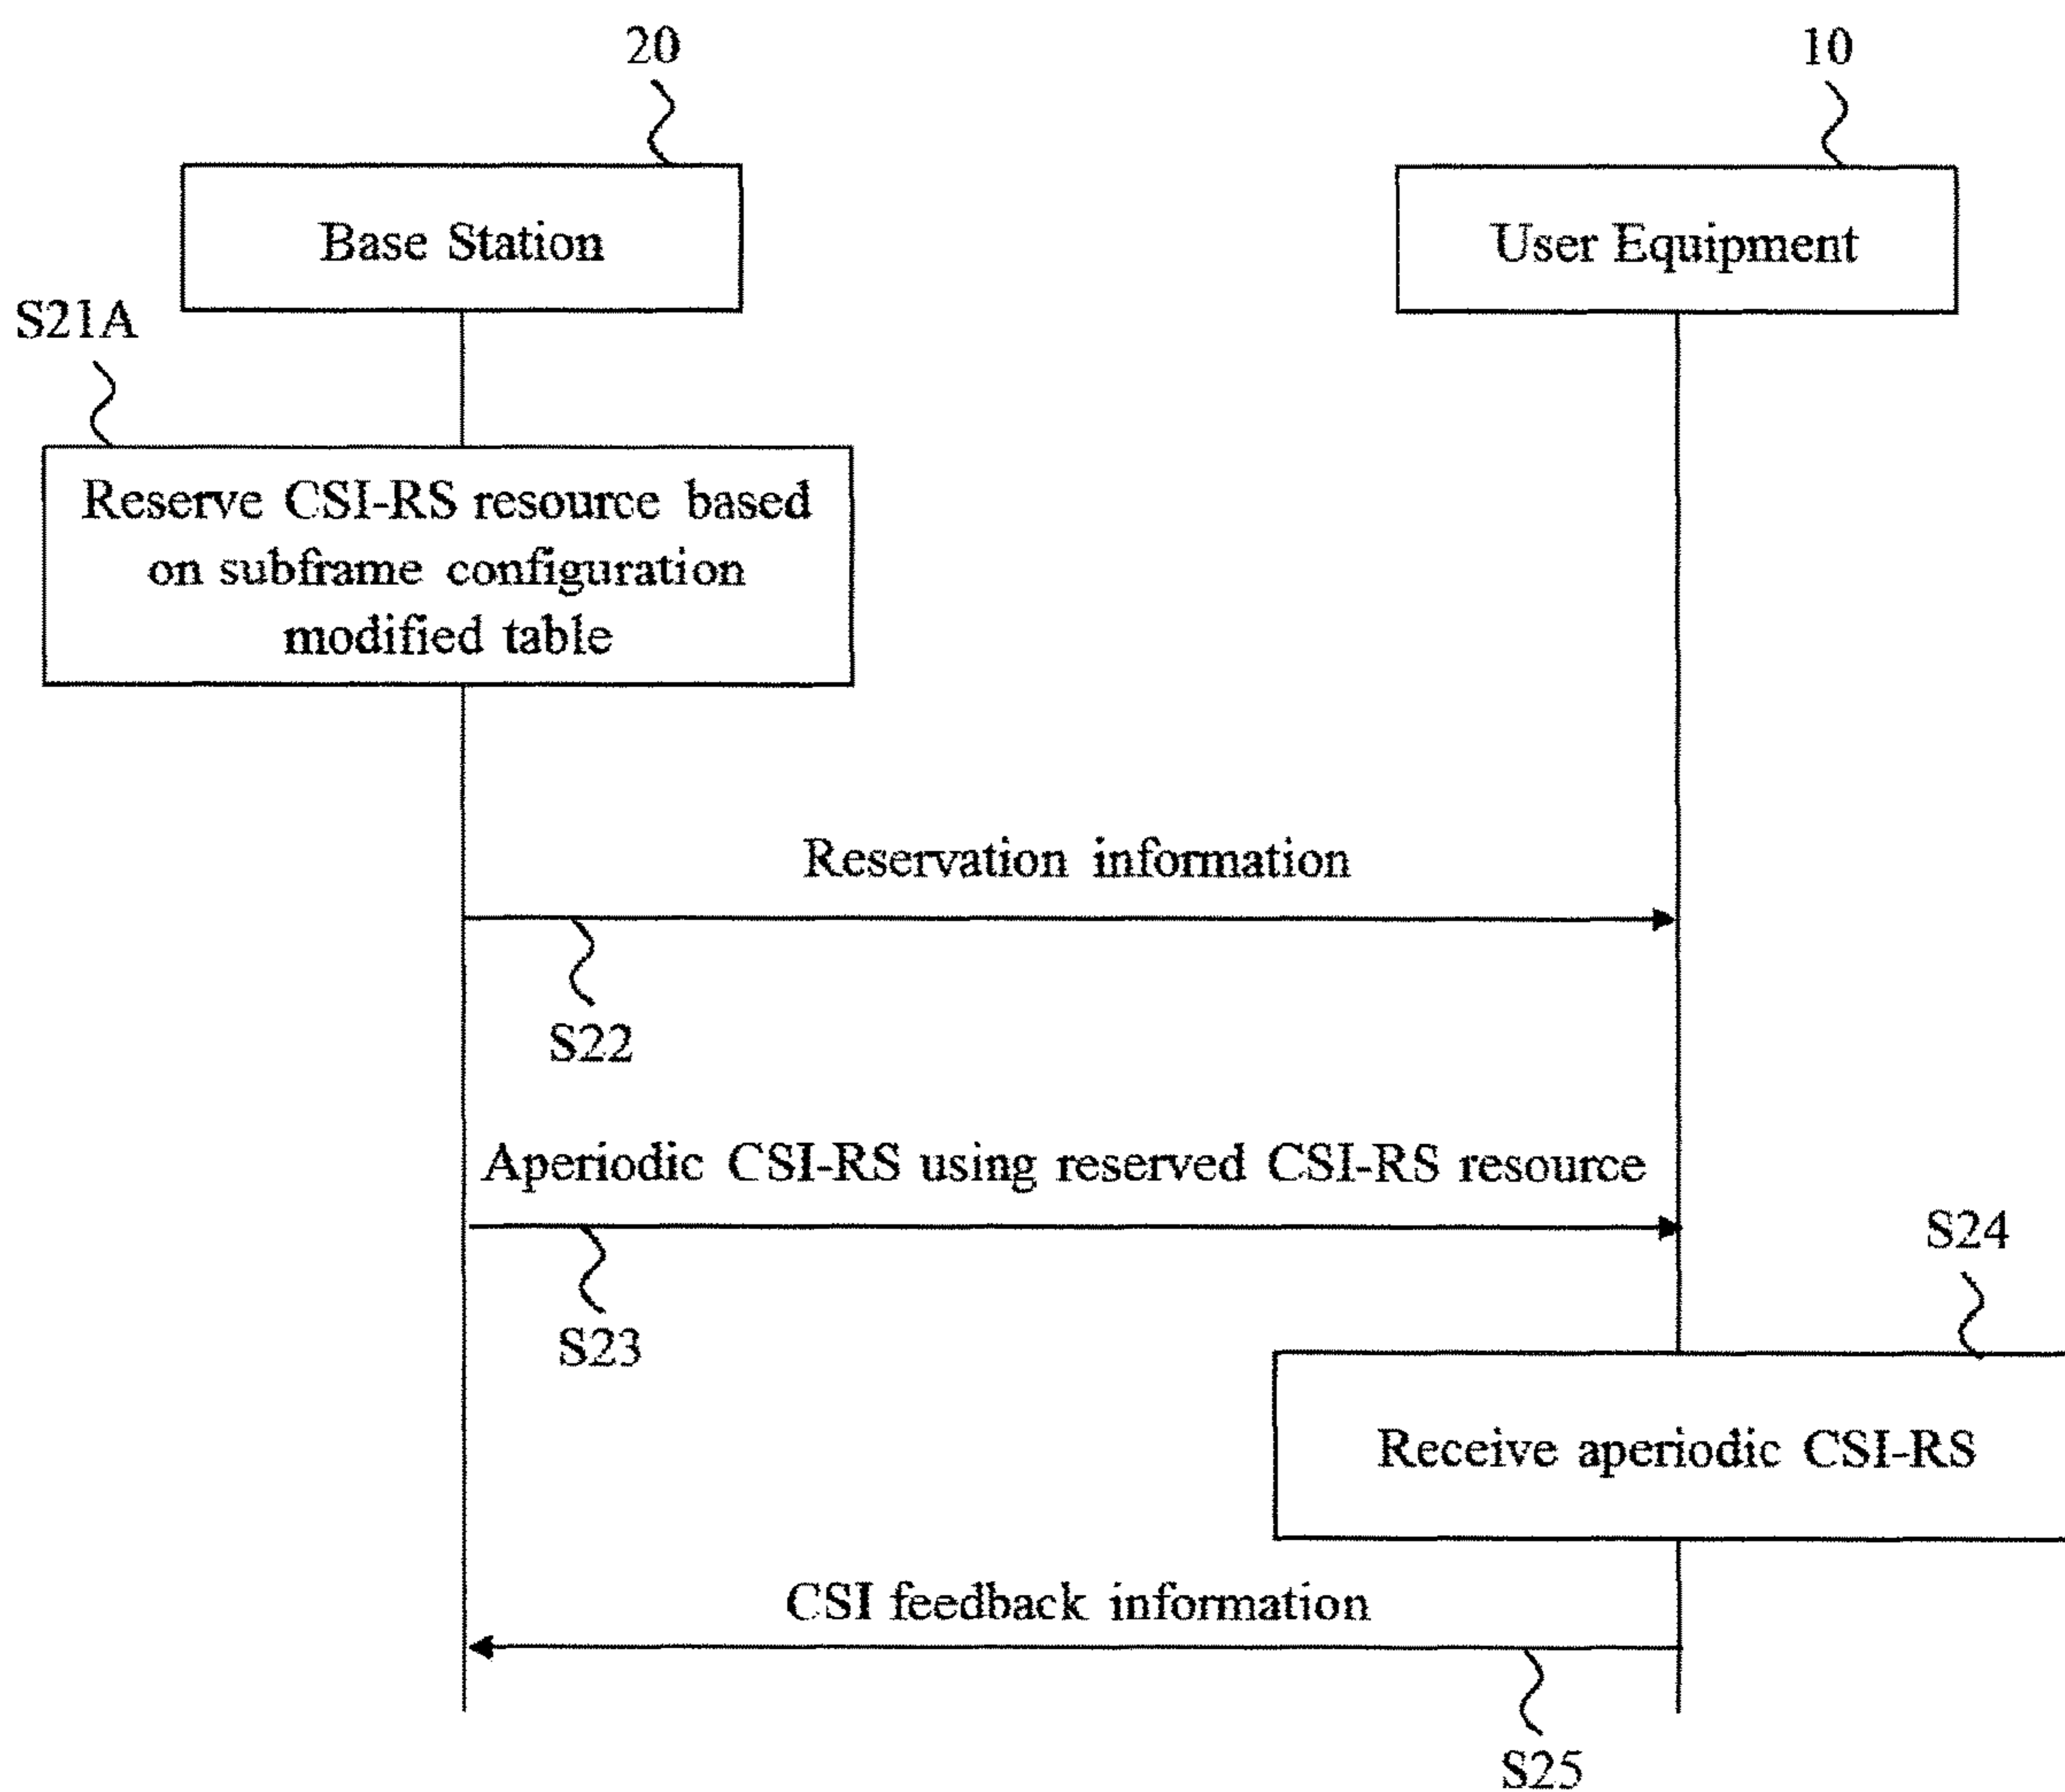 20
10
Base Station
User Equipment
S21A
Reserve CSI-RS resource based
on subframe configuration
modified table
Reservation information
S22
Aperiodic CSI-RS using reserved CSI-RS resource
S23
S24
Receive aperiodic CSI-RS
CSI feedback information
S25